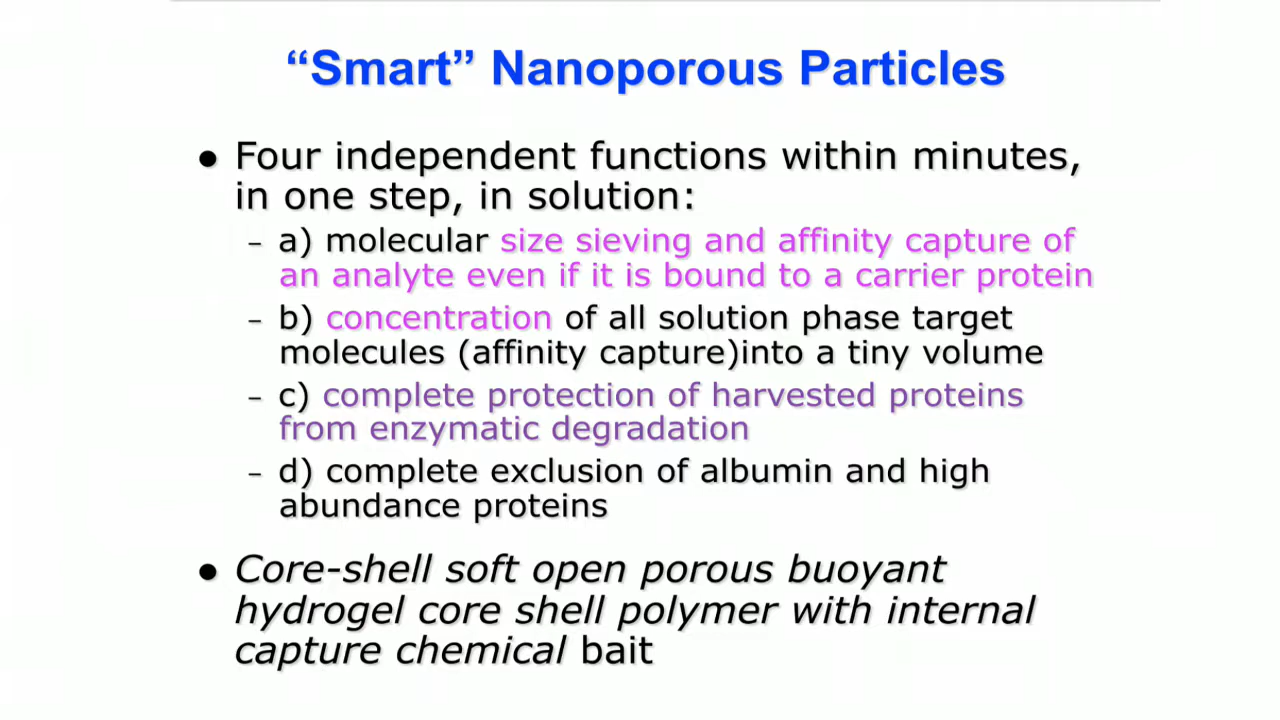 “Smart” Nanoporous Particles
● Four independent functions within minutes,
in one step, in solution:
– a) molecular size sieving and affinity capture of
an analyte even if it is bound to a carrier protein
– b) concentration of all solution phase target
molecules (affinity capture)into a tiny volume
– c) complete protection of harvested proteins
from enzymatic degradation
– d) complete exclusion of albumin and high
abundance proteins
● Core-shell soft open porous buoyant
hydrogel core shell polymer with internal
capture chemical bait